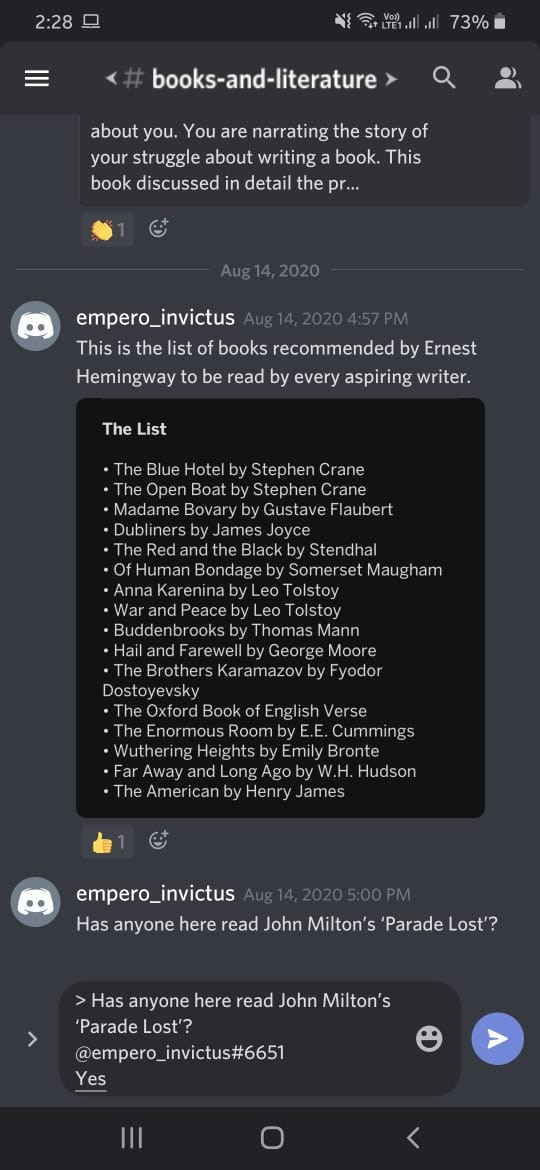 2:28 Vo) LTE1 73%
# books-and-literature
about you. You are narrating the story of
your struggle about writing a book. This
book discussed in detail the pr...
1
Aug 14, 2020
empero_invictus Aug 14, 2020 4:57 PM
This is the list of books recommended by Ernest
Hemingway to be read by every aspiring writer.
The List
• The Blue Hotel by Stephen Crane
• The Open Boat by Stephen Crane
• Madame Bovary by Gustave Flaubert
• Dubliners by James Joyce
• The Red and the Black by Stendhal
• Of Human Bondage by Somerset Maugham
• Anna Karenina by Leo Tolstoy
• War and Peace by Leo Tolstoy
• Buddenbrooks by Thomas Mann
• Hail and Farewell by George Moore
• The Brothers Karamazov by Fyodor
Dostoyevsky
• The Oxford Book of English Verse
• The Enormous Room by E.E. Cummings
• Wuthering Heights by Emily Bronte
• Far Away and Long Ago by W.H. Hudson
• The American by Henry James
1
empero_invictus Aug 14, 2020 5:00 PM
Has anyone here read John Milton’s ‘Parade Lost’?
> Has anyone here read John Milton’s
‘Parade Lost’?
@empero_invictus#6651
Yes